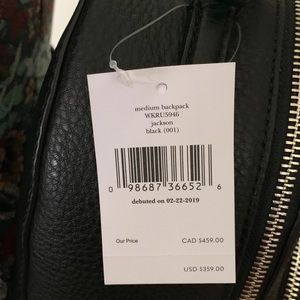 medium backpack
WKRU5946
jackson
black (001)
0 98687 36652 6
debuted on 02-22-2019
Our Price CAD $459.00
USD $359.00